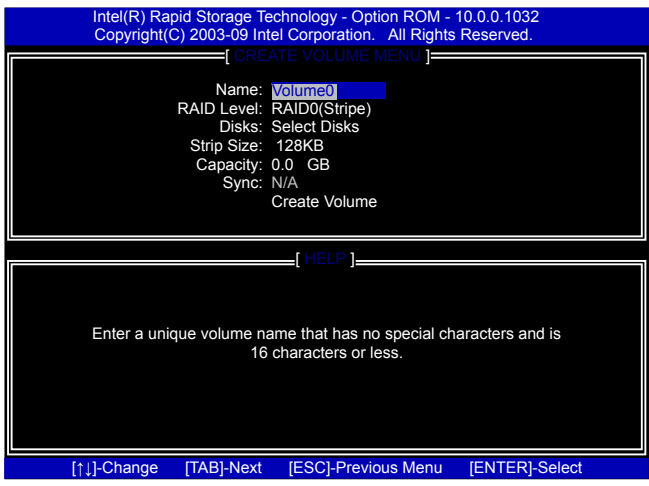 Intel(R) Rapid Storage Technology - Option ROM - 10.0.0.1032
Copyright(C) 2003-09 Intel Corporation. All Rights Reserved.
[ CREATE VOLUME MENU ]
Name: Volume0
RAID Level: RAID0(Stripe)
Disks: Select Disks
Strip Size: 128KB
Capacity: 0.0 GB
Sync: N/A
Create Volume
[ HELP ]
Enter a unique volume name that has no special characters and is
16 characters or less.
[↑↓]-Change [TAB]-Next [ESC]-Previous Menu [ENTER]-Select